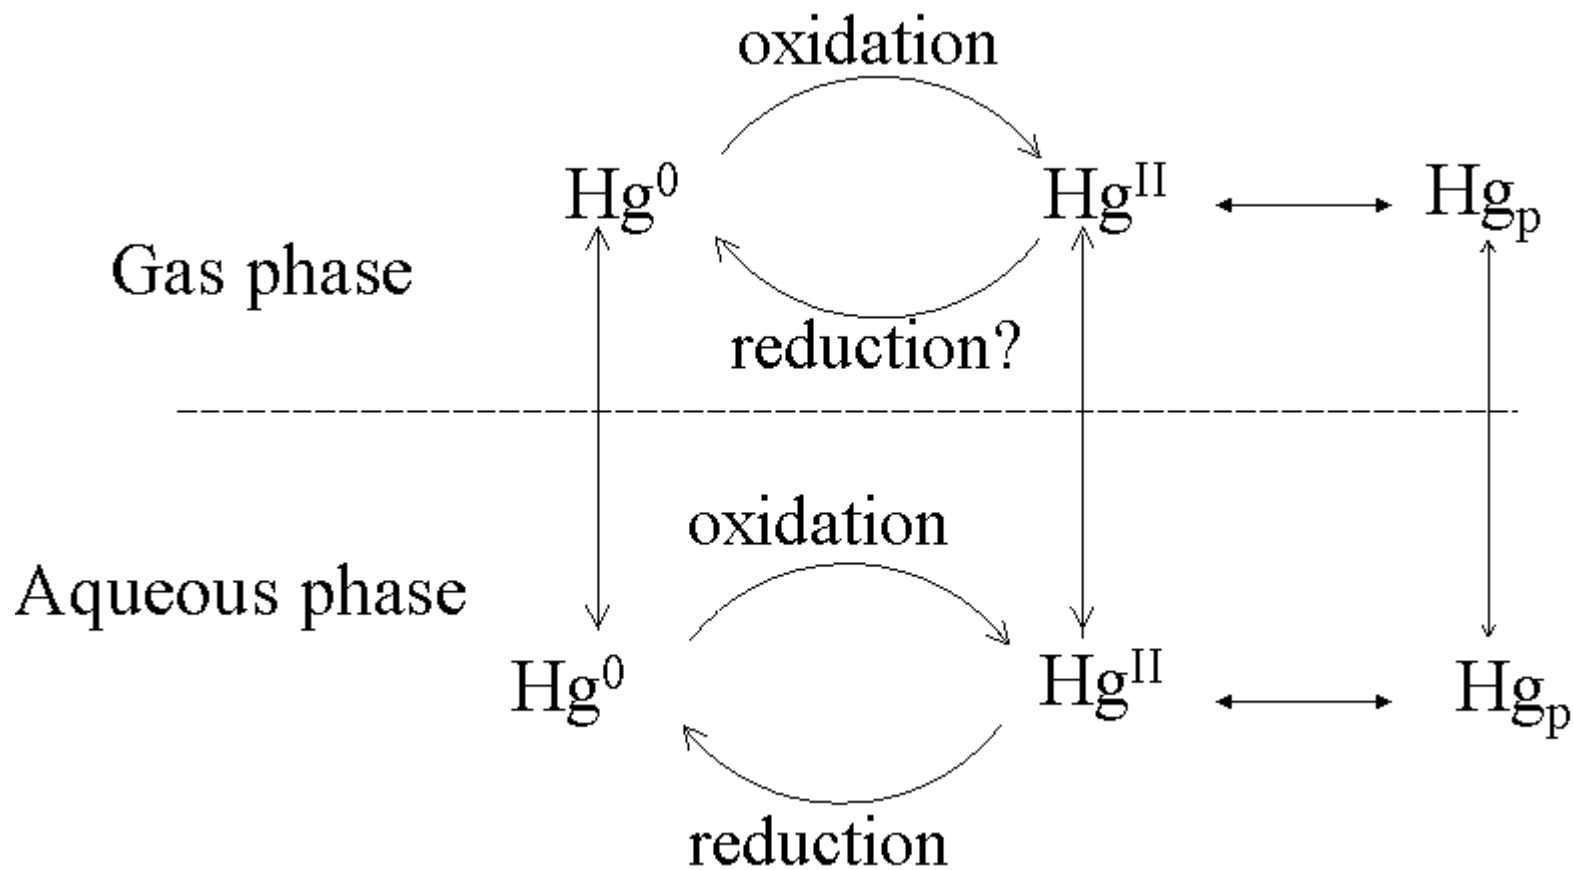 oxidation
Hg⁰ Hgᴵᴵ Hgₚ
Gas phase
reduction?
oxidation
Aqueous phase
Hg⁰ Hgᴵᴵ Hgₚ
reduction